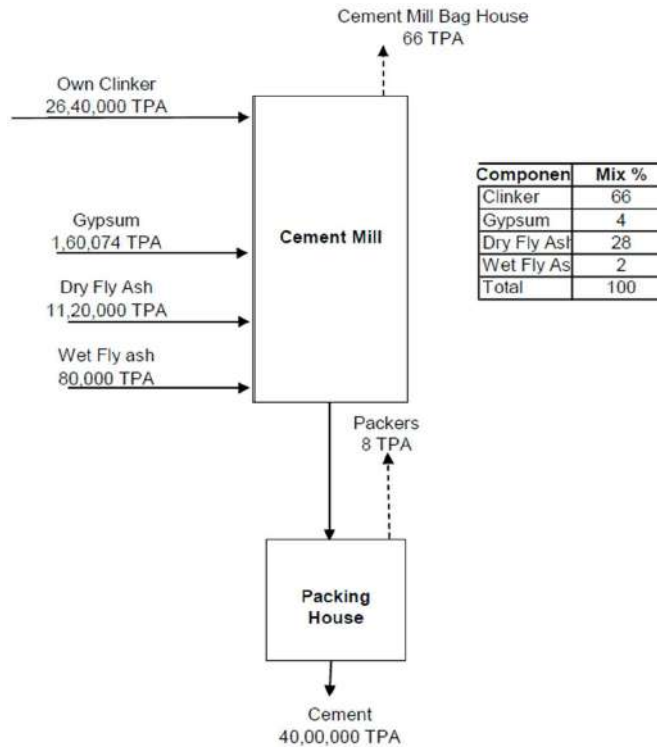 Cement Mill Bag House
66 TPA
Own Clinker
26,40,000 TPA
Gypsum
1,60,074 TPA
Dry Fly Ash
11,20,000 TPA
Wet Fly ash
80,000 TPA
Cement Mill
Componen Mix %
Clinker 66
Gypsum 4
Dry Fly Ash 28
Wet Fly As 2
Total 100
Packers
8 TPA
Packing
House
Cement
40,00,000 TPA